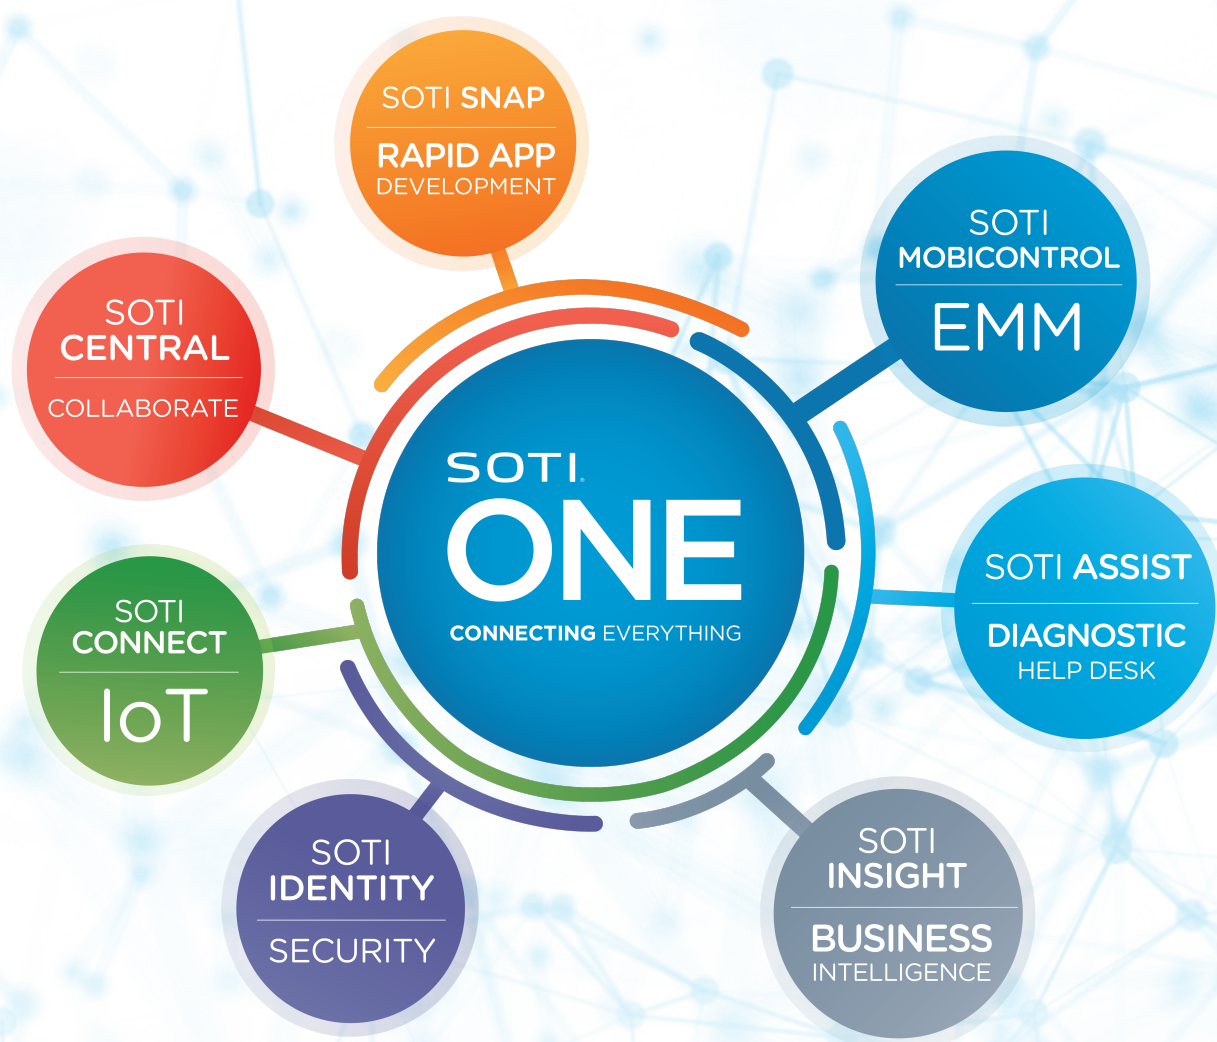 SOTI SNAP
RAPID APP
DEVELOPMENT
SOTI
MOBICONTROL
EMM
SOTI
CENTRAL
COLLABORATE
SOTI.
ONE
CONNECTING EVERYTHING
SOTI ASSIST
DIAGNOSTIC
HELP DESK
SOTI
CONNECT
IoT
SOTI
IDENTITY
SECURITY
SOTI
INSIGHT
BUSINESS
INTELLIGENCE